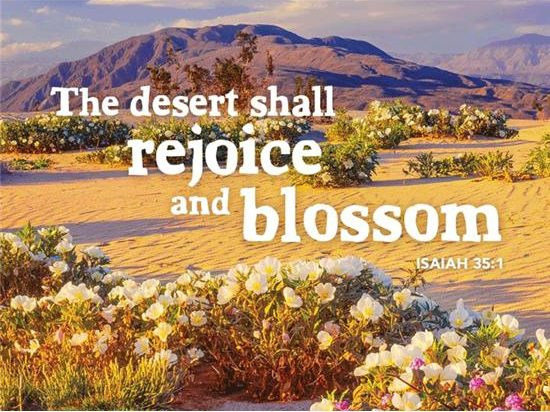 The desert shall
rejoice
and blossom
ISAIAH 35:1